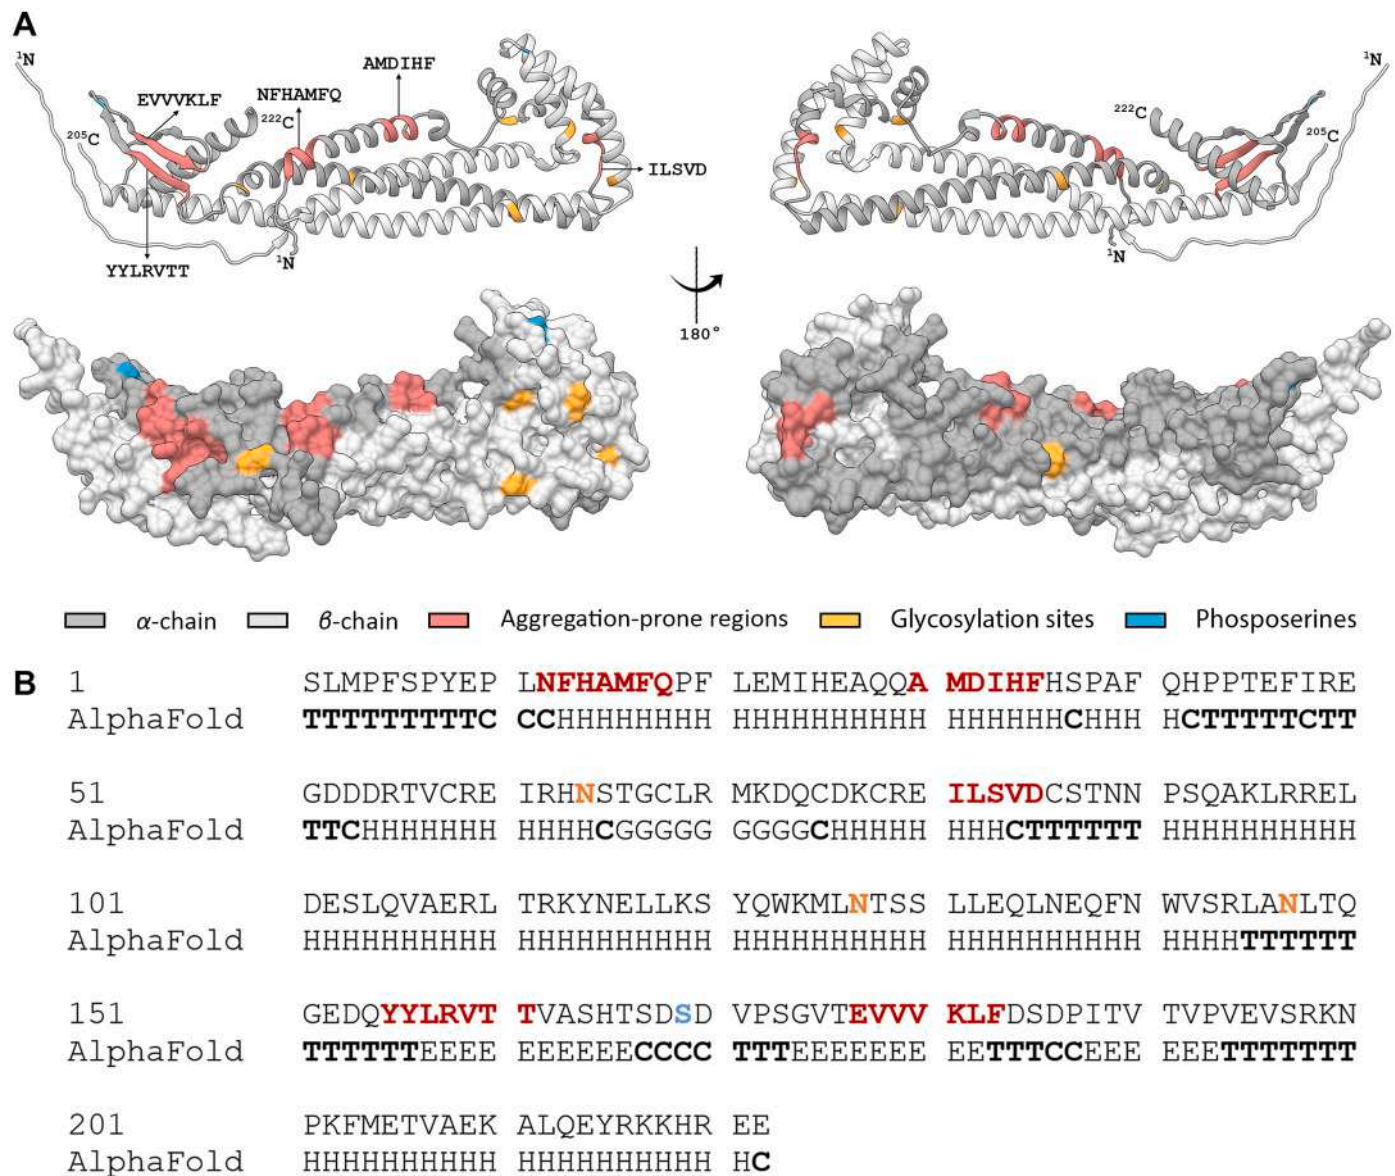 A
¹N
EVVVKLF
²⁰⁵C
²²²C
NFHAMFQ
AMDIHF
ILSVD
YYLRVTT
¹N
²²²C
²⁰⁵C
¹N
¹N
180°
α-chain β-chain Aggregation-prone regions Glycosylation sites Phosposerines
B 1 SLMPFSPYEP LNFHAMFQPF LEMIHEAQQA MDIHFHSPAF QHPPTEFIRE
AlphaFold TTTTTTTTTC CCHHHHHHHH HHHHHHHHHH HHHHHHCHHH HCTTTTTCTT
51 GDDDRTVCRE IRHNSTGCLR MKDQCDKCRE ILSVDCSTNN PSQAKLRREL
AlphaFold TTCHHHHHHH HHHHCGGGGG GGGGCHHHHH HHHCTTTTTT HHHHHHHHHH
101 DESLQVAERL TRKYNELLKS YQWKMLNTSS LLEQLNEQFN WVSRLANLTQ
AlphaFold HHHHHHHHHH HHHHHHHHHH HHHHHHHHHH HHHHHHHHHH HHHHTTTTTT
151 GEDQYYLRVT TVASHTSDSD VPSGVTEVVV KLFDSDPITV TVPVEVSRKN
AlphaFold TTTTTTEEEE EEEEEECCCC TTTEEEEEEE EETTTCCEEE EEETTTTTTT
201 PKFMETVAEK ALQEYRKKHR EE
AlphaFold HHHHHHHHHH HHHHHHHHHH HC